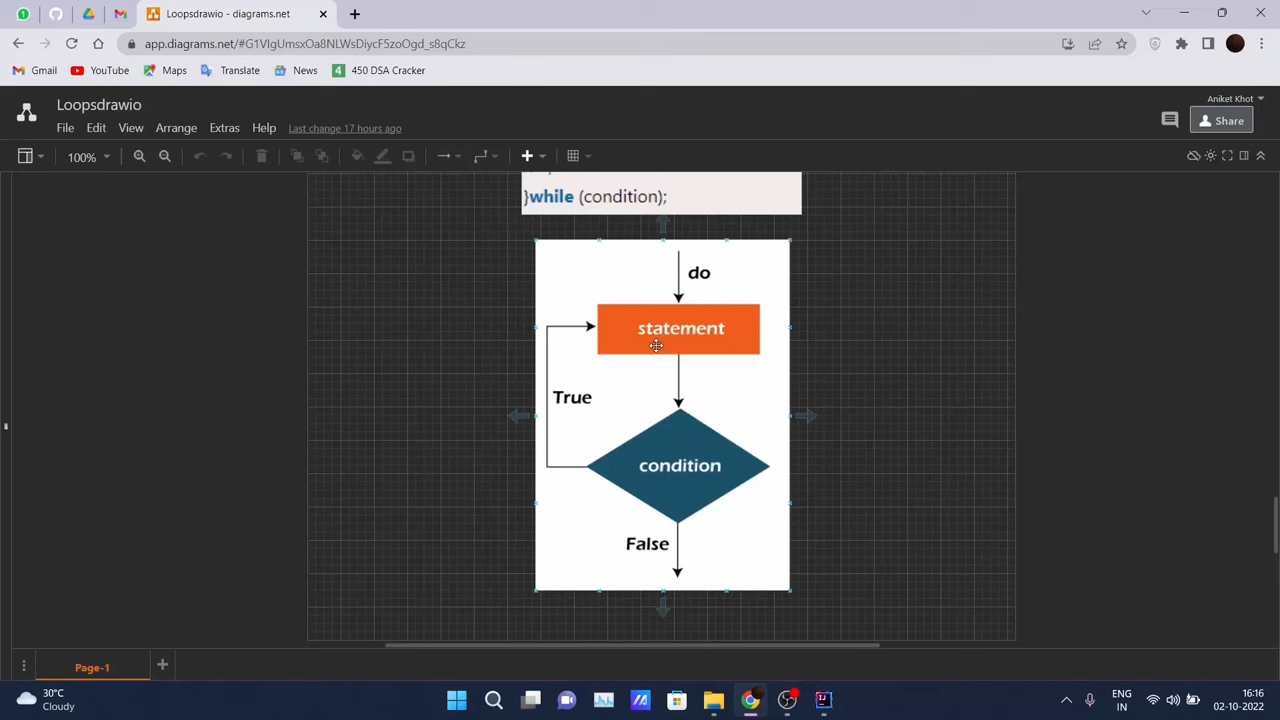 Loopsdrawio - diagrams.net
app.diagrams.net/#G1VIgUmsxOa8NLWsDiycF5zoOgd_s8qCkz
Gmail YouTube Maps Translate News 4 450 DSA Cracker
Loopsdrawio
Aniket Khot
File Edit View Arrange Extras Help Last change 17 hours ago
Share
100%
}while (condition);
do
statement
True
condition
False
Page-1
30°C
Cloudy
ENG
IN
16:16
02-10-2022